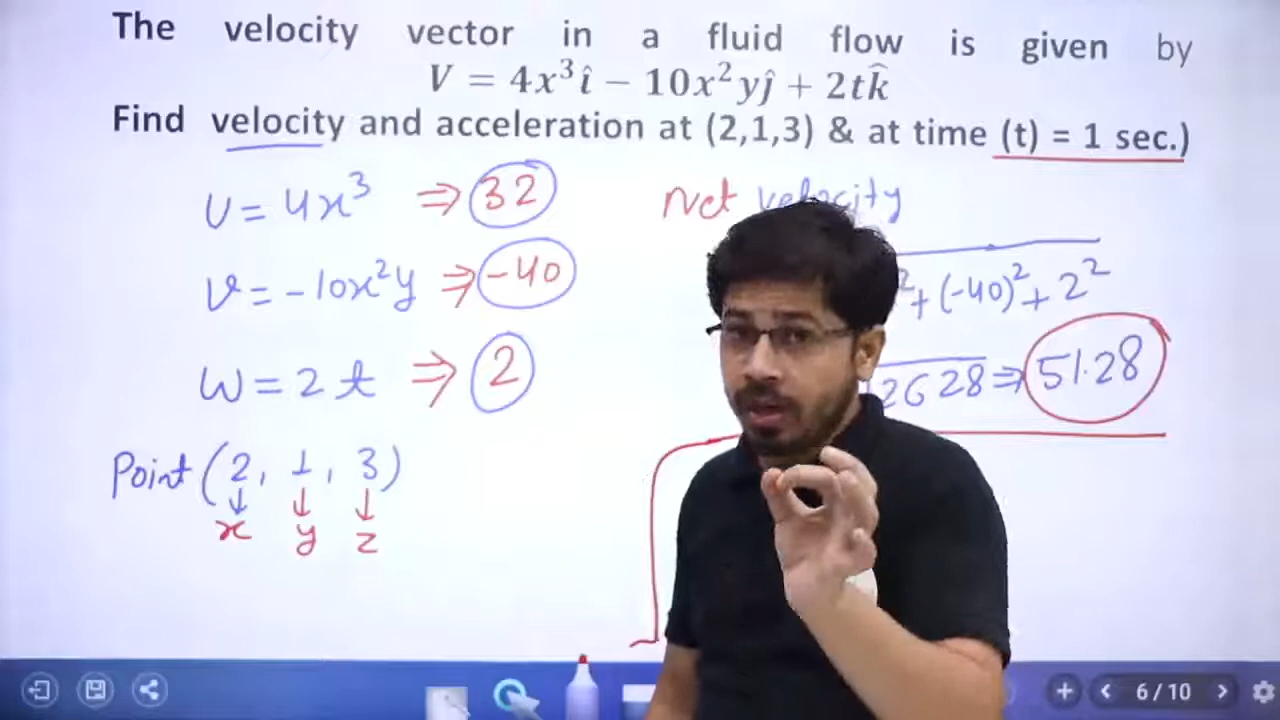 The velocity vector in a fluid flow is given by
V = 4x³î − 10x²yĵ + 2tk̂
Find velocity and acceleration at (2,1,3) & at time (t) = 1 sec.)
U = 4x³ ⇒ 32
v = -10x²y ⇒ -40
w = 2t ⇒ 2
Point (2, 1, 3)
↓ ↓ ↓
x y z
Net velocity
² + (-40)² + 2²
2628 ⇒ 51.28
6 / 10